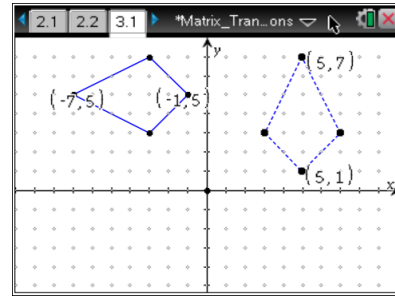 2.1 2.2 3.1 *Matrix_Tran…ons
y
(5,7)
(-7,5) (-1,5)
(5,1)
x